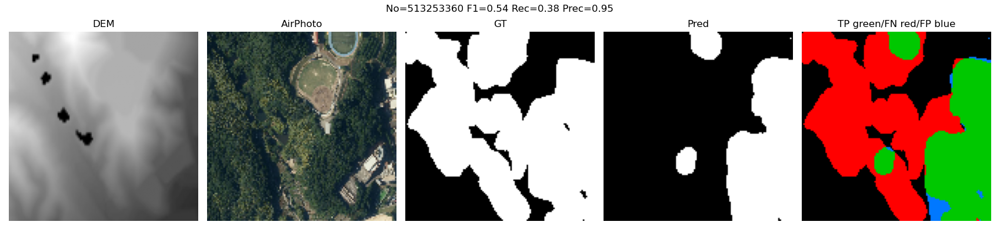 No=513253360 F1=0.54 Rec=0.38 Prec=0.95
DEM
AirPhoto
GT
Pred
TP green/FN red/FP blue